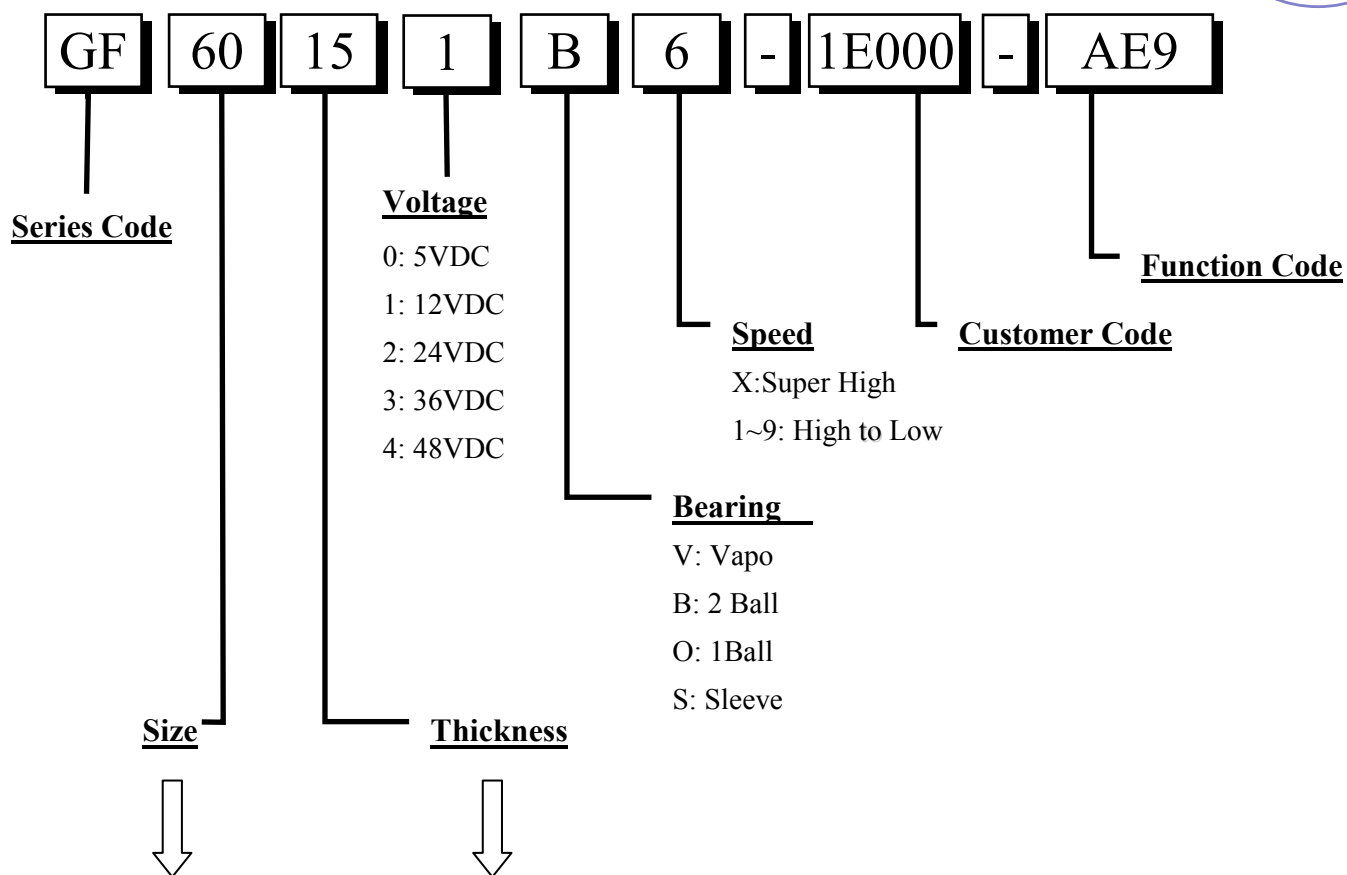 GF 60 15 1 B 6 - 1E000 - AE9
Series Code
Voltage
0: 5VDC
1: 12VDC
2: 24VDC
3: 36VDC
4: 48VDC
Function Code
Speed
X:Super High
1~9: High to Low
Customer Code
Bearing
V: Vapo
B: 2 Ball
O: 1Ball
S: Sleeve
Size
Thickness